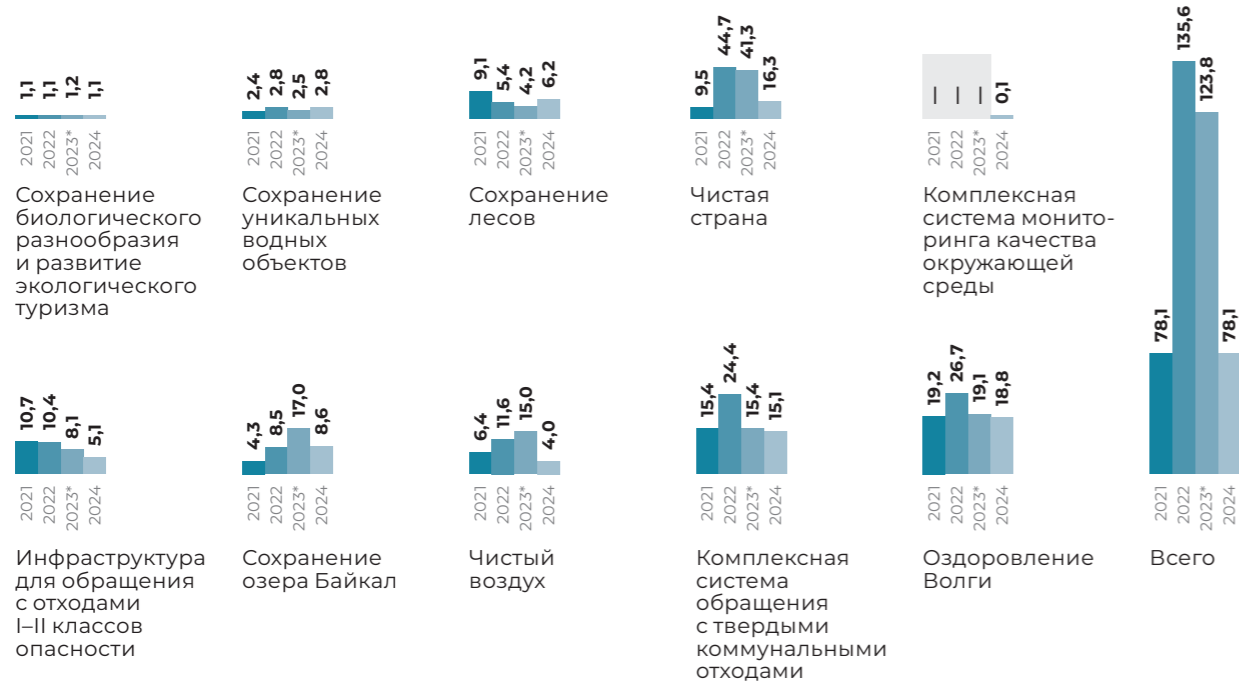 1,1 1,1 1,2 1,1
2021 2022 2023* 2024
Сохранение
биологического
разнообразия
и развитие
экологического
туризма
2,4 2,8 2,5 2,8
2021 2022 2023* 2024
Сохранение
уникальных
водных
объектов
9,1 5,4 4,2 6,2
2021 2022 2023* 2024
Сохранение
лесов
9,5 44,7 41,3 16,3
2021 2022 2023* 2024
Чистая
страна
– – – 0,1
2021 2022 2023* 2024
Комплексная
система монито-
ринга качества
окружающей
среды
10,7 10,4 8,1 5,1
2021 2022 2023* 2024
Инфраструктура
для обращения
с отходами
I–II классов
опасности
4,3 8,5 17,0 8,6
2021 2022 2023* 2024
Сохранение
озера Байкал
6,4 11,6 15,0 4,0
2021 2022 2023* 2024
Чистый
воздух
15,4 24,4 15,4 15,1
2021 2022 2023* 2024
Комплексная
система
обращения
с твердыми
коммунальными
отходами
19,2 26,7 19,1 18,8
2021 2022 2023* 2024
Оздоровление
Волги
78,1 135,6 123,8 78,1
2021 2022 2023* 2024
Всего